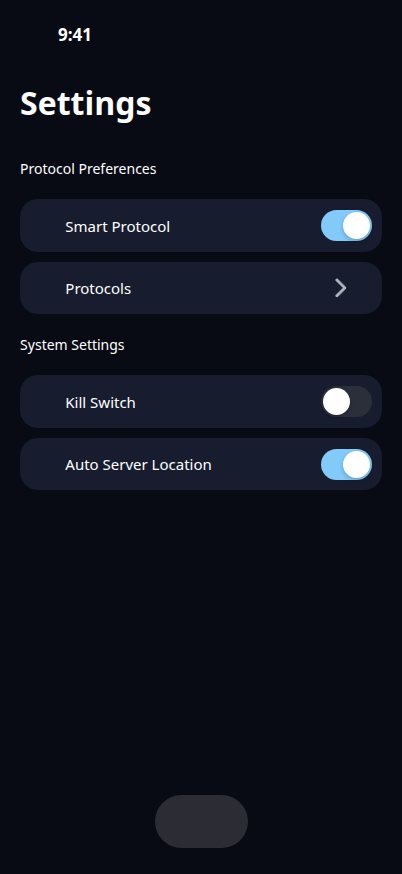 9:41
Settings
Protocol Preferences
Smart Protocol
Protocols
System Settings
Kill Switch
Auto Server Location